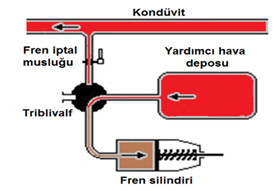 Kondüvit
Fren iptal
musluğu
Yardımcı hava
deposu
Triblivalf
Fren silindiri